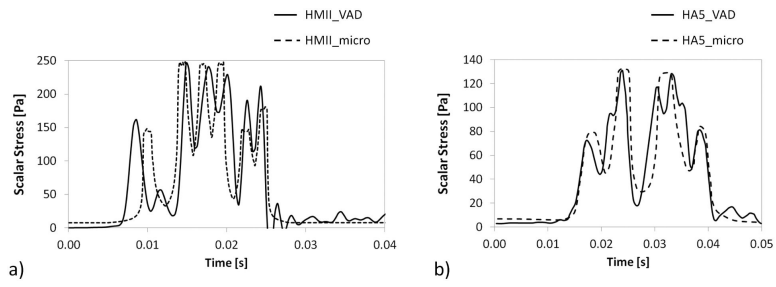 HMII_VAD
HMII_micro
250
200
150
100
50
0
Scalar Stress [Pa]
0.00 0.01 0.02 0.03 0.04
Time [s]
a)
HA5_VAD
HA5_micro
140
120
100
80
60
40
20
0
Scalar Stress [Pa]
0.00 0.01 0.02 0.03 0.04 0.05
Time [s]
b)